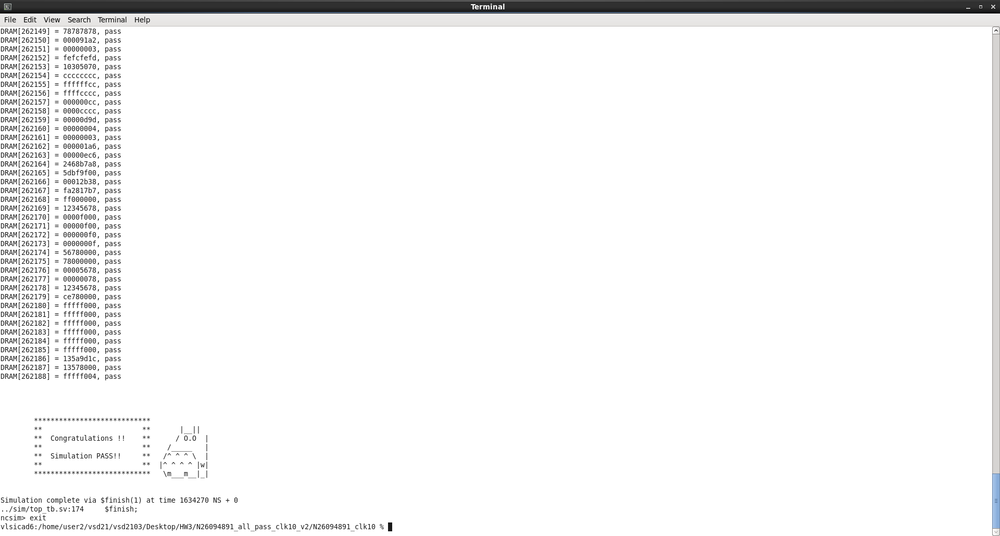 Terminal
File Edit View Search Terminal Help
DRAM[262149] = 78787878, pass
DRAM[262150] = 000091a2, pass
DRAM[262151] = 00000003, pass
DRAM[262152] = fefcfefd, pass
DRAM[262153] = 10305070, pass
DRAM[262154] = cccccccc, pass
DRAM[262155] = ffffffcc, pass
DRAM[262156] = ffffcccc, pass
DRAM[262157] = 000000cc, pass
DRAM[262158] = 0000cccc, pass
DRAM[262159] = 00000d9d, pass
DRAM[262160] = 00000004, pass
DRAM[262161] = 00000003, pass
DRAM[262162] = 000001a6, pass
DRAM[262163] = 00000ec6, pass
DRAM[262164] = 2468b7a8, pass
DRAM[262165] = 5dbf9f00, pass
DRAM[262166] = 00012b38, pass
DRAM[262167] = fa2817b7, pass
DRAM[262168] = ff000000, pass
DRAM[262169] = 12345678, pass
DRAM[262170] = 0000f000, pass
DRAM[262171] = 00000f00, pass
DRAM[262172] = 000000f0, pass
DRAM[262173] = 0000000f, pass
DRAM[262174] = 56780000, pass
DRAM[262175] = 78000000, pass
DRAM[262176] = 00005678, pass
DRAM[262177] = 00000078, pass
DRAM[262178] = 12345678, pass
DRAM[262179] = ce780000, pass
DRAM[262180] = fffff000, pass
DRAM[262181] = fffff000, pass
DRAM[262182] = fffff000, pass
DRAM[262183] = fffff000, pass
DRAM[262184] = fffff000, pass
DRAM[262185] = fffff000, pass
DRAM[262186] = 135a9d1c, pass
DRAM[262187] = 13578000, pass
DRAM[262188] = fffff004, pass
        ****************************
        **                        **       |__||
        **  Congratulations !!    **      / O.O  |
        **                        **    /_____   |
        **  Simulation PASS!!     **   /^ ^ ^ \  |
        **                        **  |^ ^ ^ ^ |w|
        ****************************   \m___m__|_|
Simulation complete via $finish(1) at time 1634270 NS + 0
../sim/top_tb.sv:174     $finish;
ncsim> exit
vlsicad6:/home/user2/vsd21/vsd2103/Desktop/HW3/N26094891_all_pass_clk10_v2/N26094891_clk10 %